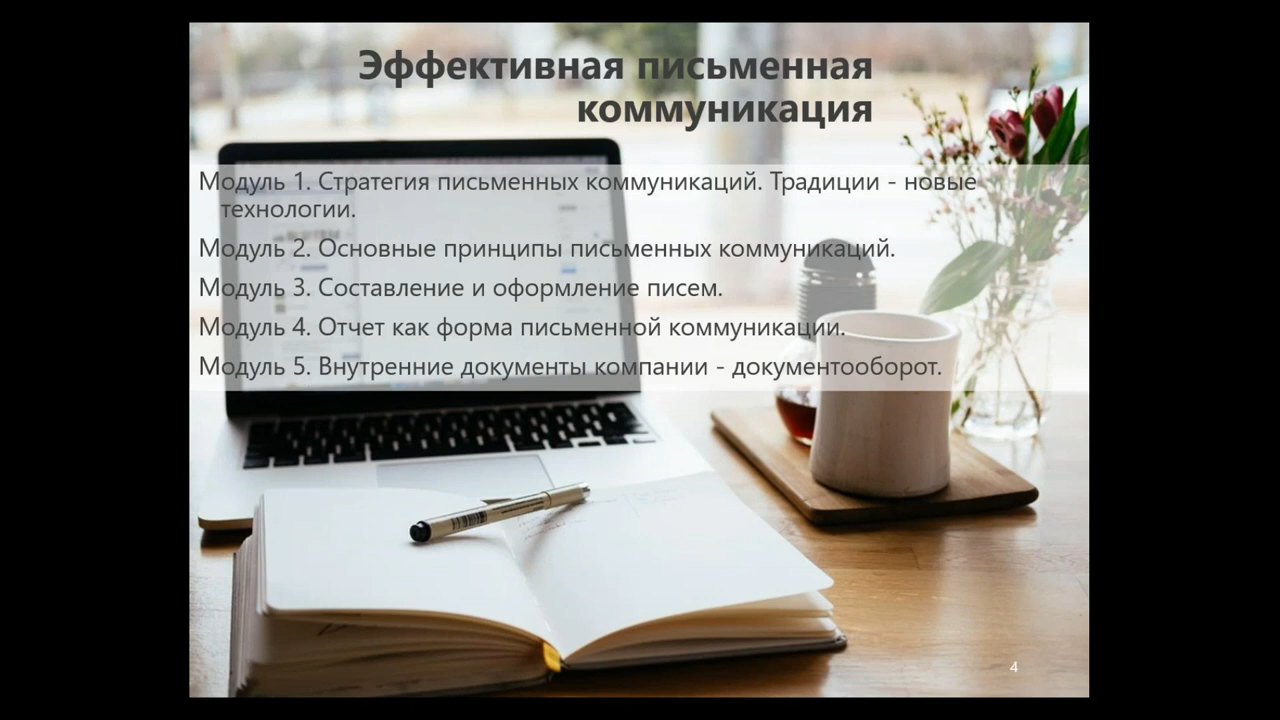 Эффективная письменная
коммуникация
Модуль 1. Стратегия письменных коммуникаций. Традиции - новые
технологии.
Модуль 2. Основные принципы письменных коммуникаций.
Модуль 3. Составление и оформление писем.
Модуль 4. Отчет как форма письменной коммуникации.
Модуль 5. Внутренние документы компании - документооборот.
4